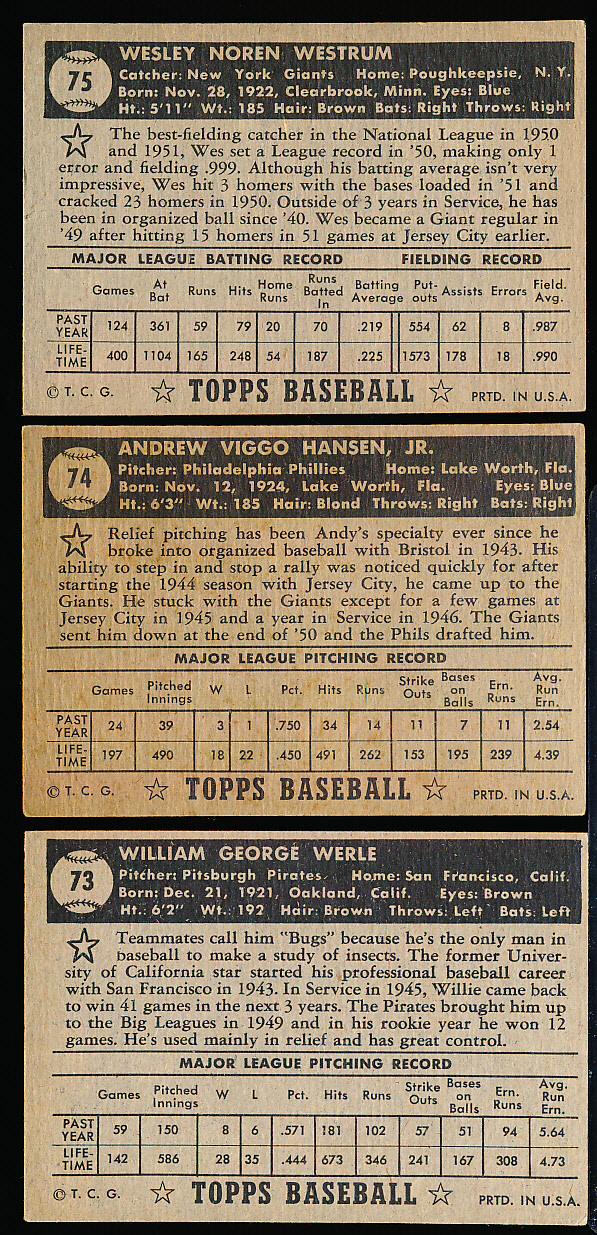 75
WESLEY NOREN WESTRUM
Catcher: New York Giants Home: Poughkeepsie, N. Y.
Born: Nov. 28, 1922, Clearbrook, Minn. Eyes: Blue
Ht.: 5'11" Wt.: 185 Hair: Brown Bats: Right Throws: Right
The best-fielding catcher in the National League in 1950
and 1951, Wes set a League record in '50, making only 1
error and fielding .999. Although his batting average isn't very
impressive, Wes hit 3 homers with the bases loaded in '51 and
cracked 23 homers in 1950. Outside of 3 years in Service, he has
been in organized ball since '40. Wes became a Giant regular in
'49 after hitting 15 homers in 51 games at Jersey City earlier.
MAJOR LEAGUE BATTING RECORD FIELDING RECORD
Games At Bat Runs Hits Home Runs Runs Batted In Batting Average Put-outs Assists Errors Field. Avg.
PAST YEAR 124 361 59 79 20 70 .219 554 62 8 .987
LIFE-TIME 400 1104 165 248 54 187 .225 1573 178 18 .990
© T. C. G. TOPPS BASEBALL PRTD. IN U.S.A.
74
ANDREW VIGGO HANSEN, JR.
Pitcher: Philadelphia Phillies Home: Lake Worth, Fla.
Born: Nov. 12, 1924, Lake Worth, Fla. Eyes: Blue
Ht.: 6'3" Wt.: 185 Hair: Blond Throws: Right Bats: Right
Relief pitching has been Andy's specialty ever since he
broke into organized baseball with Bristol in 1943. His
ability to step in and stop a rally was noticed quickly for after
starting the 1944 season with Jersey City, he came up to the
Giants. He stuck with the Giants except for a few games at
Jersey City in 1945 and a year in Service in 1946. The Giants
sent him down at the end of '50 and the Phils drafted him.
MAJOR LEAGUE PITCHING RECORD
Games Pitched Innings W L Pct. Hits Runs Strike Outs Bases on Balls Ern. Runs Avg. Run Ern.
PAST YEAR 24 39 3 1 .750 34 14 11 7 11 2.54
LIFE-TIME 197 490 18 22 .450 491 262 153 195 239 4.39
© T. C. G. TOPPS BASEBALL PRTD. IN U.S.A.
73
WILLIAM GEORGE WERLE
Pitcher: Pitsburgh Pirates Home: San Francisco, Calif.
Born: Dec. 21, 1921, Oakland, Calif. Eyes: Brown
Ht.: 6'2" Wt.: 192 Hair: Brown Throws: Left Bats: Left
Teammates call him "Bugs" because he's the only man in
baseball to make a study of insects. The former Univer-
sity of California star started his professional baseball career
with San Francisco in 1943. In Service in 1945, Willie came back
to win 41 games in the next 3 years. The Pirates brought him up
to the Big Leagues in 1949 and in his rookie year he won 12
games. He's used mainly in relief and has great control.
MAJOR LEAGUE PITCHING RECORD
Games Pitched Innings W L Pct. Hits Runs Strike Outs Bases on Balls Ern. Runs Avg. Run Ern.
PAST YEAR 59 150 8 6 .571 181 102 57 51 94 5.64
LIFE-TIME 142 586 28 35 .444 673 346 241 167 308 4.73
© T. C. G. TOPPS BASEBALL PRTD. IN U.S.A.